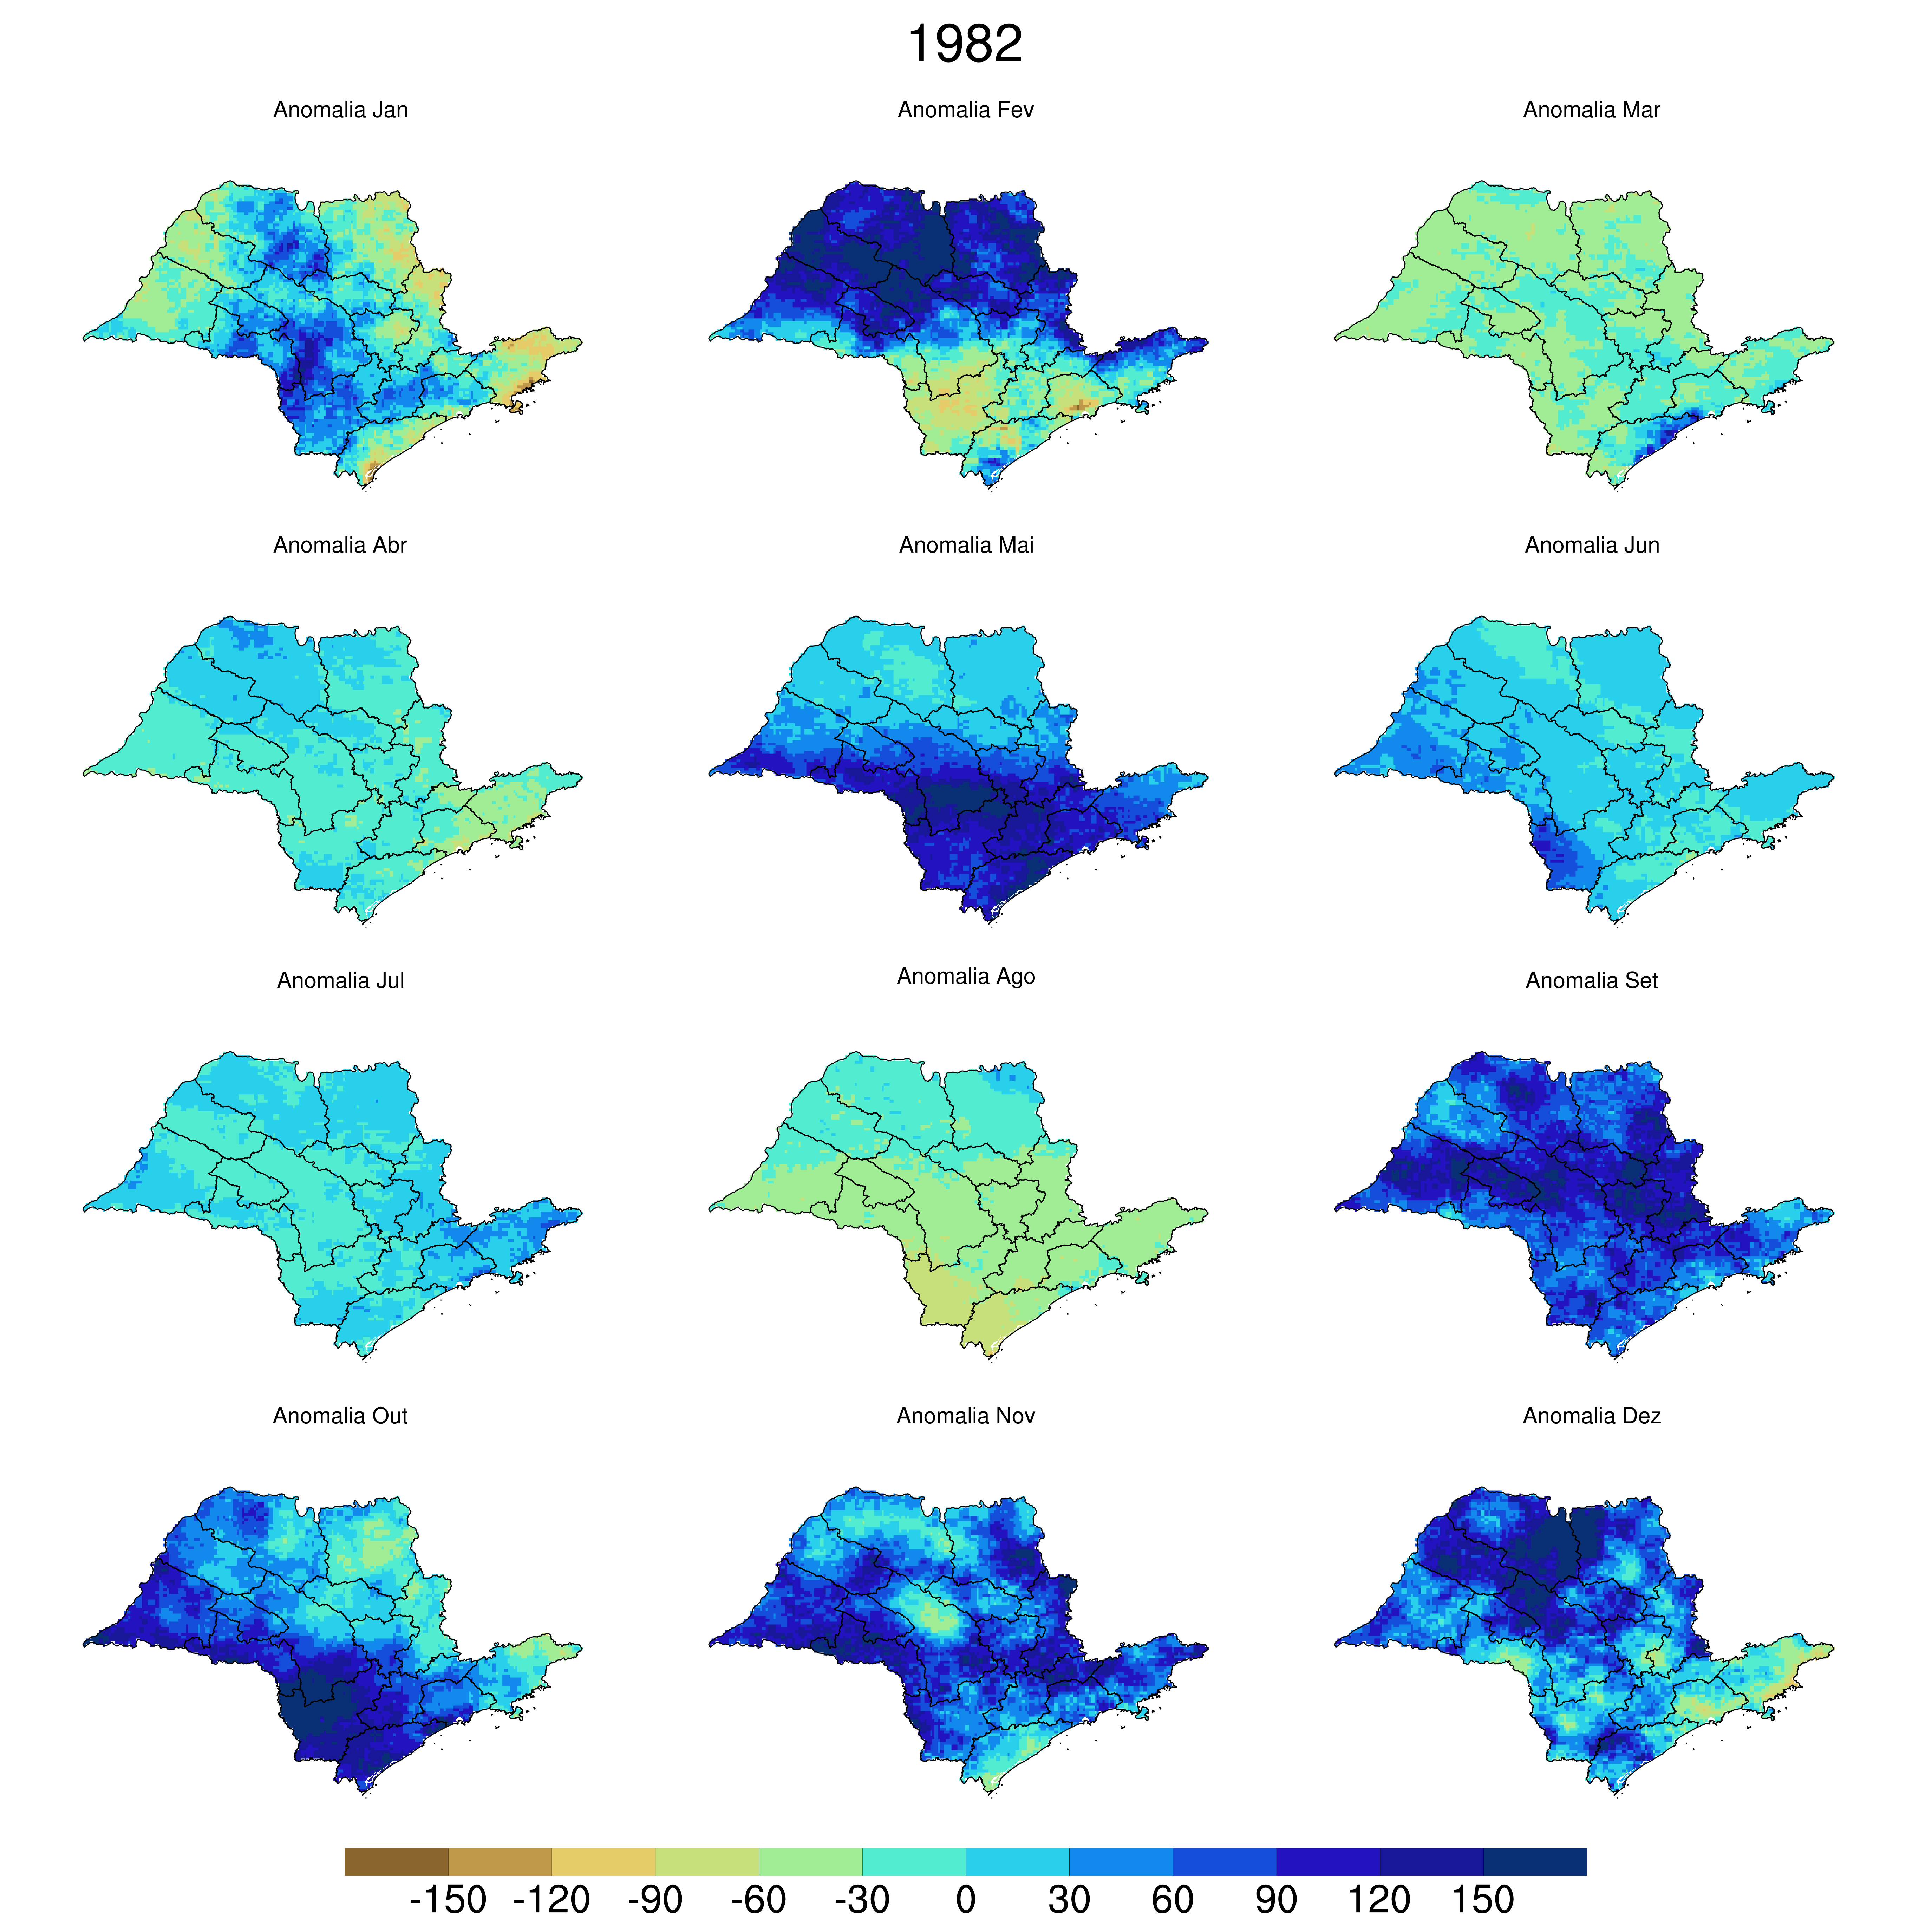 1982
Anomalia Jan
Anomalia Fev
Anomalia Mar
Anomalia Abr
Anomalia Mai
Anomalia Jun
Anomalia Jul
Anomalia Ago
Anomalia Set
Anomalia Out
Anomalia Nov
Anomalia Dez
-150 -120 -90 -60 -30 0 30 60 90 120 150